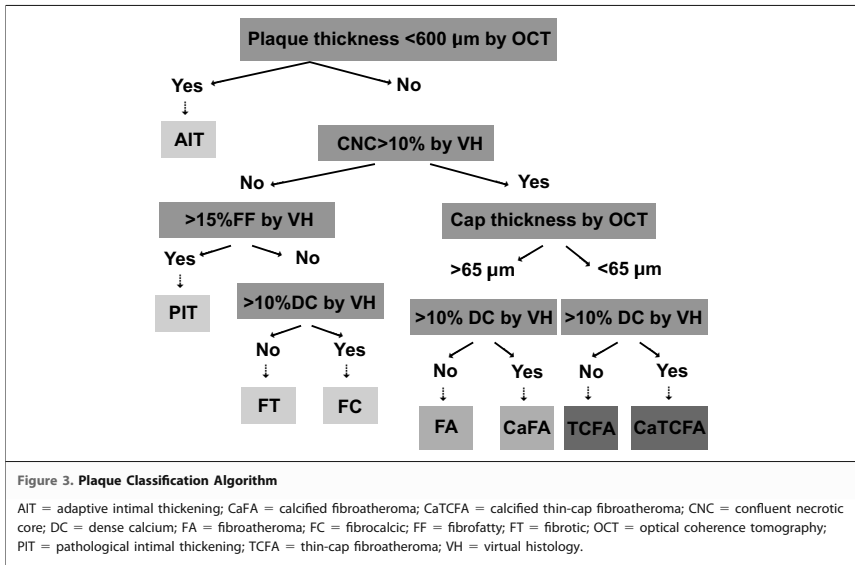 Plaque thickness <600 µm by OCT
Yes
No
AIT
CNC>10% by VH
No
Yes
>15%FF by VH
Cap thickness by OCT
Yes
No
>65 µm
<65 µm
PIT
>10%DC by VH
>10% DC by VH
>10% DC by VH
No
Yes
No
Yes
No
Yes
FT
FC
FA
CaFA
TCFA
CaTCFA
Figure 3. Plaque Classification Algorithm
AIT = adaptive intimal thickening; CaFA = calcified fibroatheroma; CaTCFA = calcified thin-cap fibroatheroma; CNC = confluent necrotic
core; DC = dense calcium; FA = fibroatheroma; FC = fibrocalcic; FF = fibrofatty; FT = fibrotic; OCT = optical coherence tomography;
PIT = pathological intimal thickening; TCFA = thin-cap fibroatheroma; VH = virtual histology.